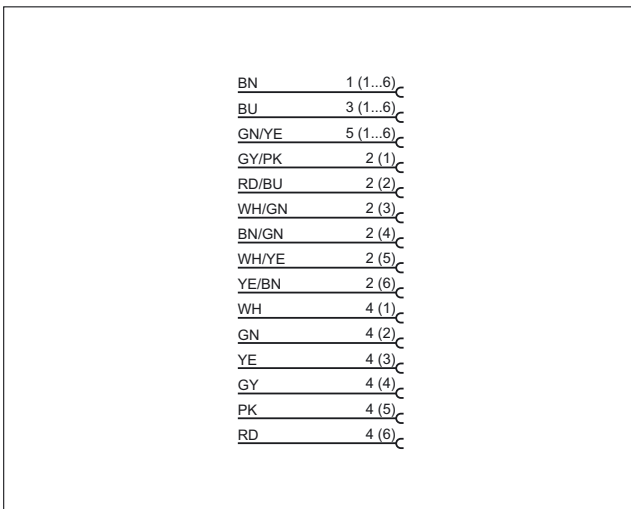 BN 1 (1...6)
BU 3 (1...6)
GN/YE 5 (1...6)
GY/PK 2 (1)
RD/BU 2 (2)
WH/GN 2 (3)
BN/GN 2 (4)
WH/YE 2 (5)
YE/BN 2 (6)
WH 4 (1)
GN 4 (2)
YE 4 (3)
GY 4 (4)
PK 4 (5)
RD 4 (6)